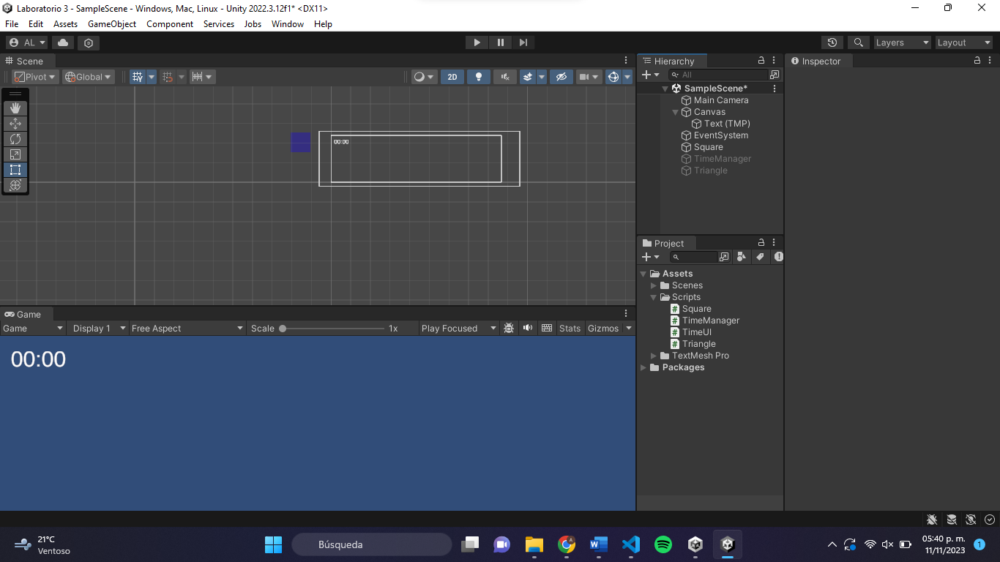 Laboratorio 3 - SampleScene - Windows, Mac, Linux - Unity 2022.3.12f1* <DX11>
File Edit Assets GameObject Component Services Jobs Window Help
AL Layers Layout
Scene
Pivot Global 2D
00:00
Hierarchy
All
SampleScene*
Main Camera
Canvas
Text (TMP)
EventSystem
Square
TimeManager
Triangle
Inspector
Project
Assets
Scenes
Scripts
Square
TimeManager
TimeUI
Triangle
TextMesh Pro
Packages
Game
Game Display 1 Free Aspect Scale 1x Play Focused Stats Gizmos
00:00
21°C
Ventoso
Búsqueda
05:40 p. m.
11/11/2023
1